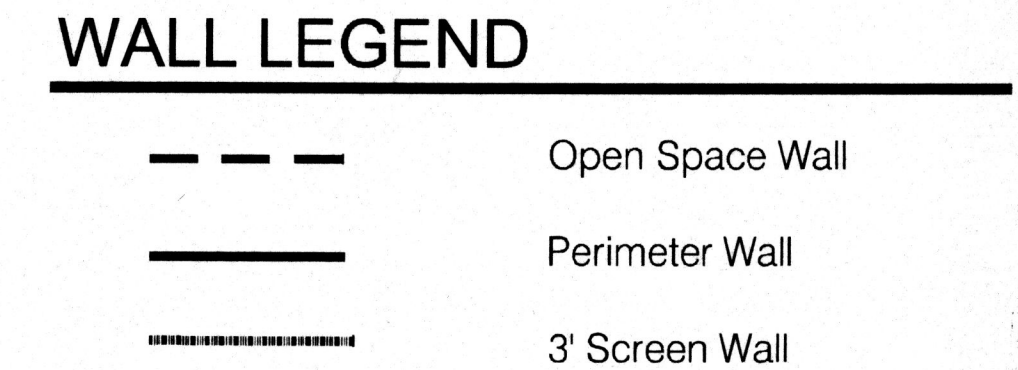 WALL LEGEND
Open Space Wall
Perimeter Wall
3' Screen Wall